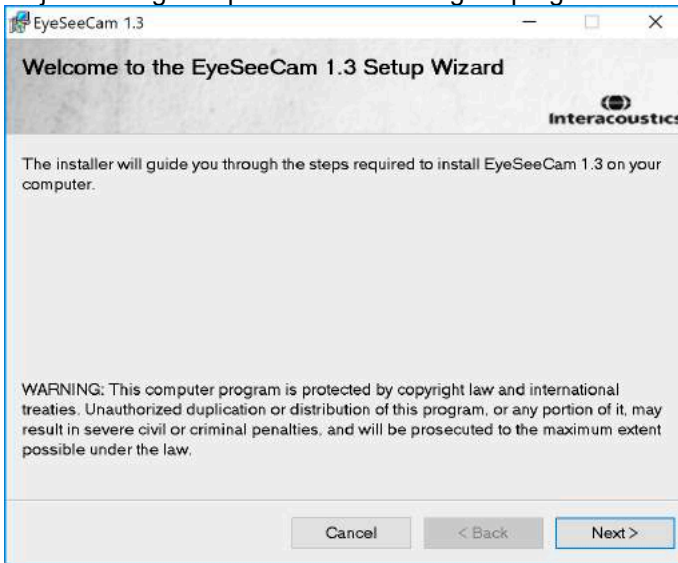 EyeSeeCam 1.3
Welcome to the EyeSeeCam 1.3 Setup Wizard
Interacoustics
The installer will guide you through the steps required to install EyeSeeCam 1.3 on your
computer.
WARNING: This computer program is protected by copyright law and international
treaties. Unauthorized duplication or distribution of this program, or any portion of it, may
result in severe civil or criminal penalties, and will be prosecuted to the maximum extent
possible under the law.
Cancel < Back Next >